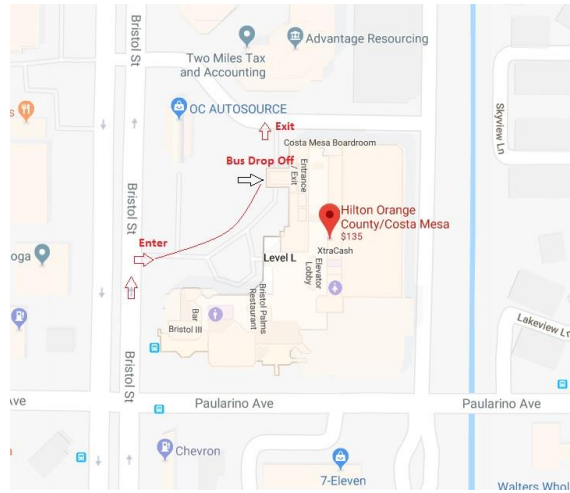 Bristol St
Advantage Resourcing
Two Miles Tax
and Accounting
OC AUTOSOURCE
Skyview Ln
Exit
Costa Mesa Boardroom
Bus Drop Off
Entrance
/ Exit
Bristol St
Hilton Orange
County/Costa Mesa
$135
Enter
XtraCash
oga
Level L
Elevator
Lobby
Bristol Palms
Restaurant
Bar
Bristol III
Lakeview L
Bristol St
ve
Paularino Ave
Paularino Ave
Chevron
7-Eleven
Walters Whol